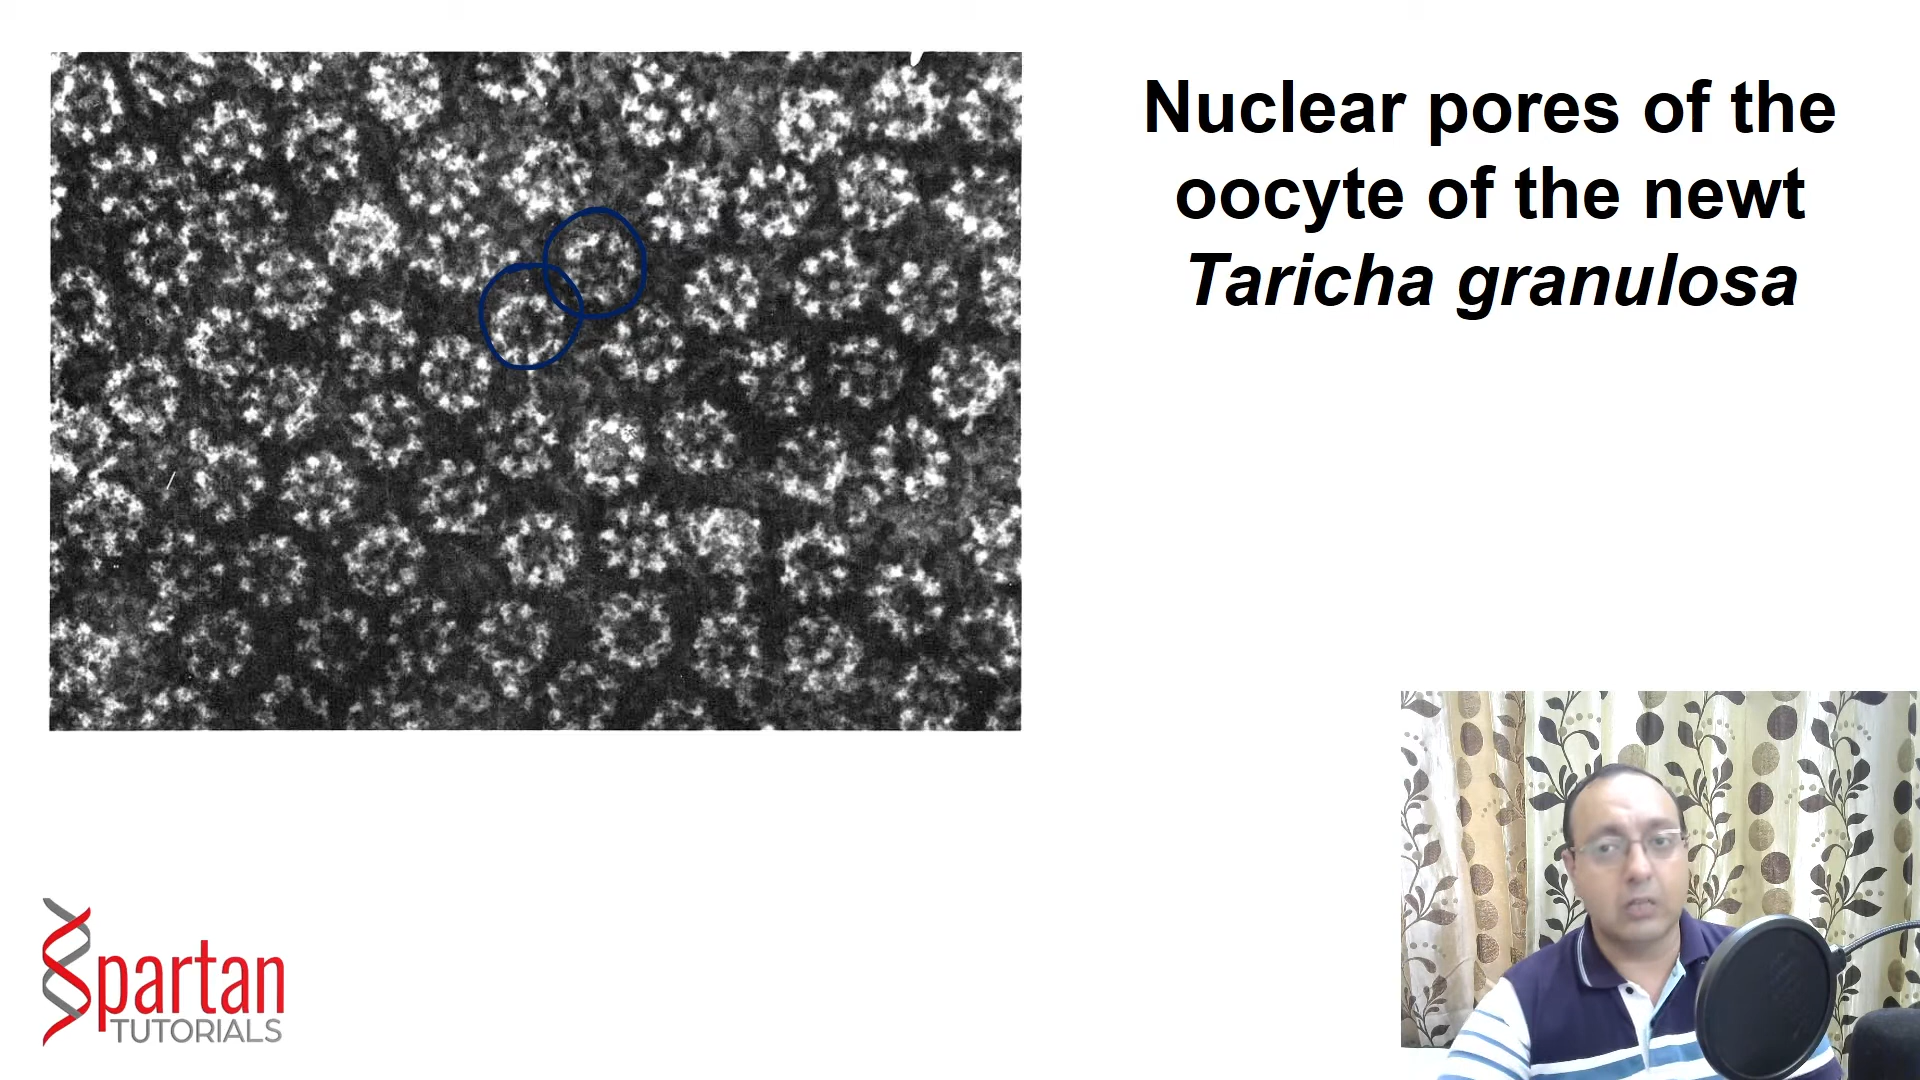 Nuclear pores of the
oocyte of the newt
Taricha granulosa
Spartan
TUTORIALS